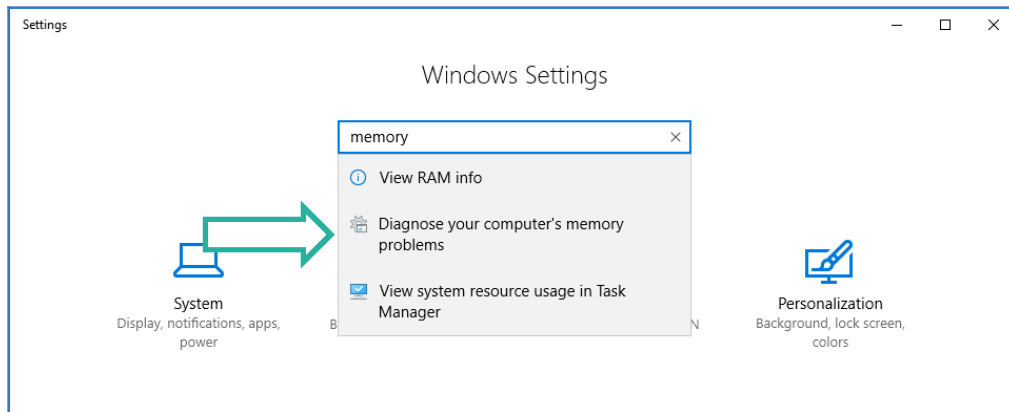 Settings
Windows Settings
memory
View RAM info
Diagnose your computer's memory
problems
View system resource usage in Task
Manager
System
Display, notifications, apps,
power
B
N
Personalization
Background, lock screen,
colors